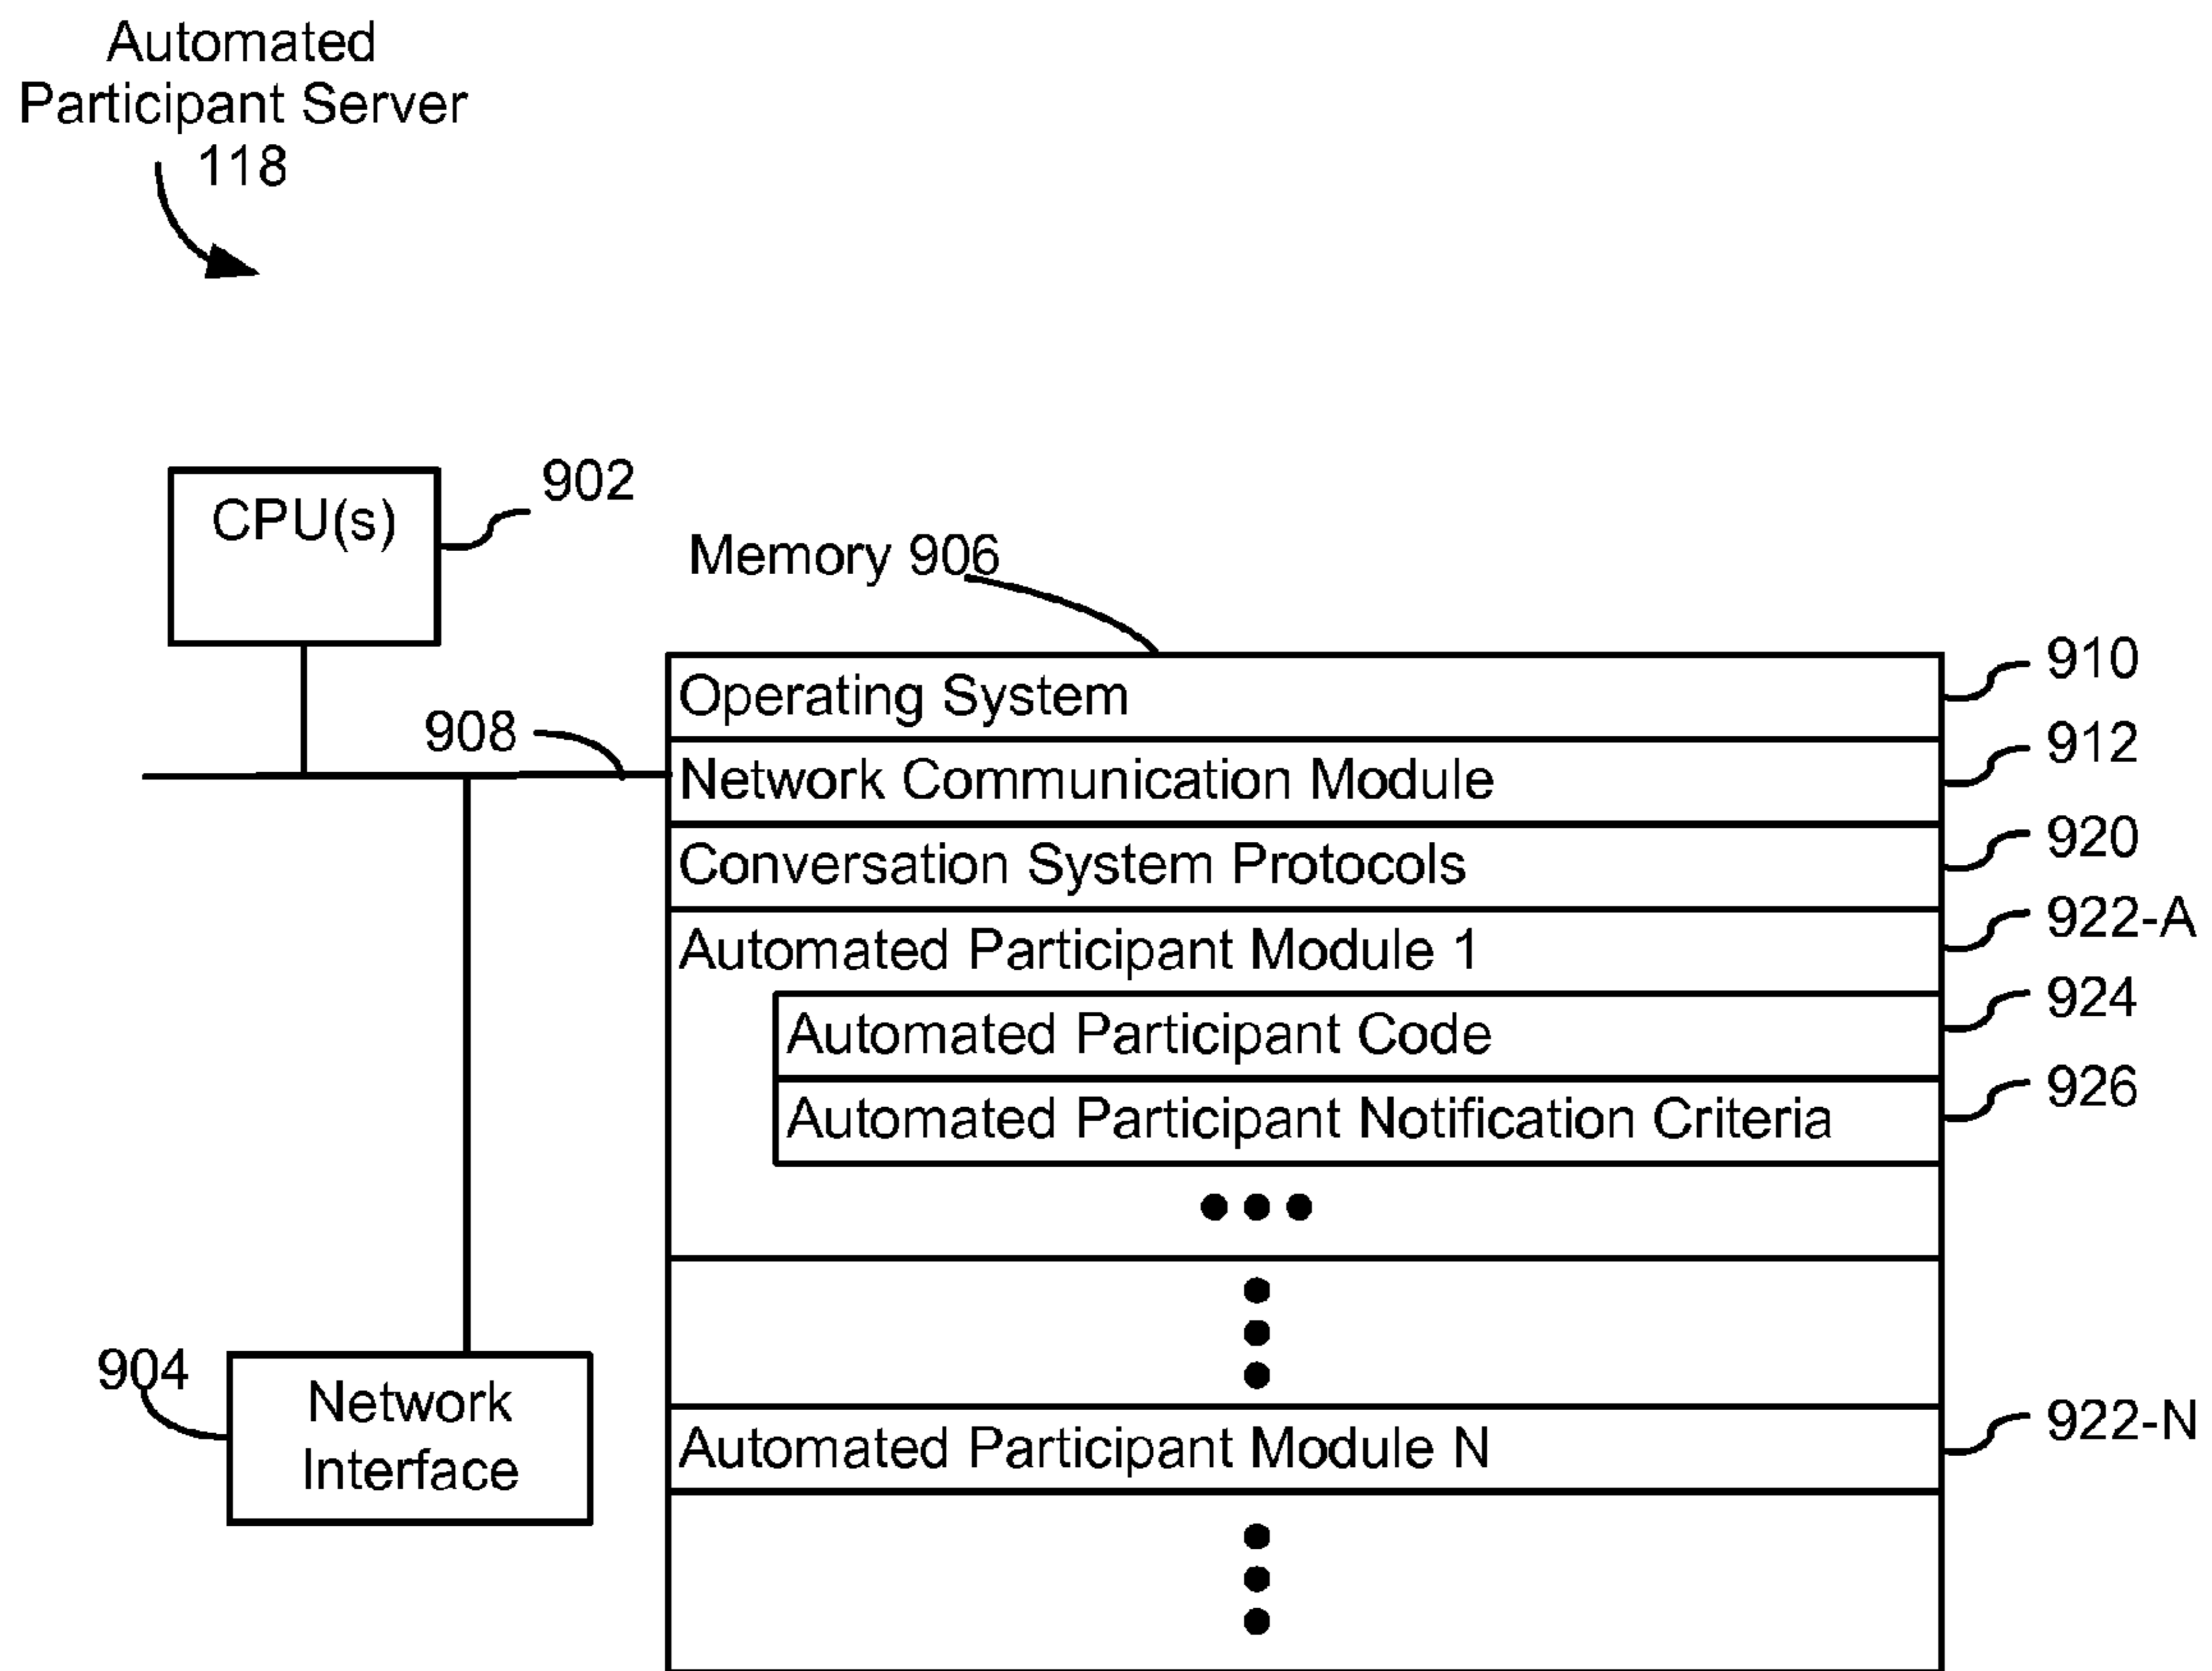 Automated
Participant Server
118
CPU(s)
902
Memory 906
908
Operating System
910
Network Communication Module
912
Conversation System Protocols
920
Automated Participant Module 1
922-A
Automated Participant Code
924
Automated Participant Notification Criteria
926
904
Network
Interface
Automated Participant Module N
922-N